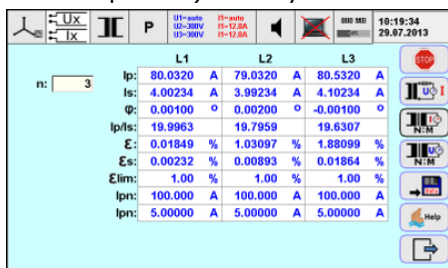 Ux
Ix
P
U1=auto
U2=300V
U3=300V
I1=auto
I1=12.0A
I1=12.0A
800 MB
10:19:34
29.07.2013
STOP
L1 L2 L3
n: 3
Ip: 80.0320 A 79.0320 A 80.5320 A
Is: 4.00234 A 3.99234 A 4.10234 A
φ: 0.00100 o 0.00200 o -0.00100 o
Ip/Is: 19.9963 19.7959 19.6307
Ɛ: 0.01849 % 1.03097 % 1.88099 %
Ɛs: 0.00232 % 0.00893 % 0.01864 %
Ɛlim: 1.00 % 1.00 % 1.00 %
Ipn: 100.000 A 100.000 A 100.000 A
Ipn: 5.00000 A 5.00000 A 5.00000 A
N:M
N:M
Help